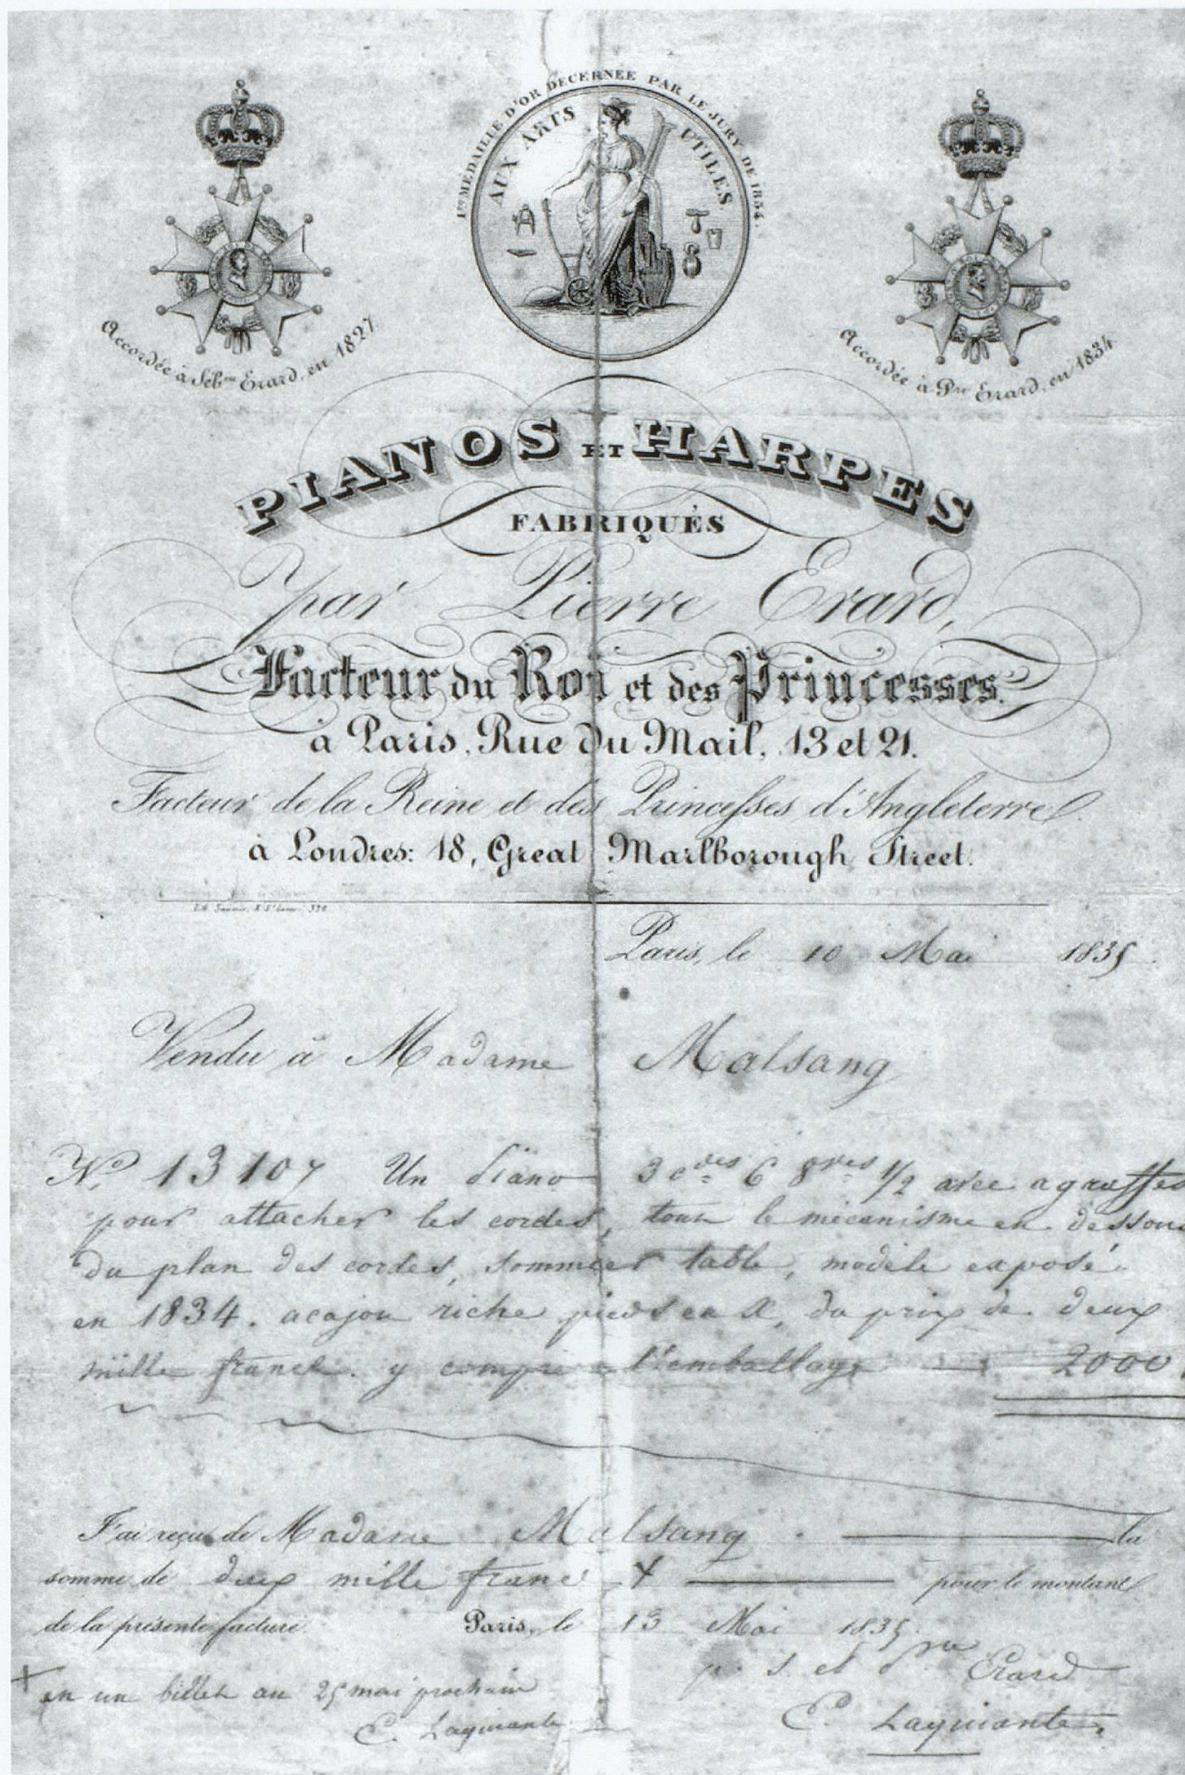 1re MÉDAILLE D'OR DÉCERNÉE PAR LE JURY DE 1834.
AUX ARTS UTILES
Accordée à Sében Erard, en 1827.
Accordée à Pre Erard, en 1834.
PIANOS ET HARPES
FABRIQUÉS
par Pierre Erard,
Facteur du Roi et des Princesses.
à Paris, Rue du Mail, 13 et 21.
Facteur de la Reine et des Princesses d'Angleterre
à Londres: 18, Great Marlborough Street.
Paris, le 10 Mai 1835.
Vendu à Madame Malsang
No. 13107 Un piano 3 cdes 6 8ves 1/2 avec agraffes
pour attacher les cordes, tout le mécanisme en dessous
du plan des cordes, sommier table, modèle exposé
en 1834. acajou riche pieds en X, du prix de deux
mille francs. y compris l'emballage 2000
J'ai reçu de Madame Malsang la
somme de deux mille francs X pour le montant
de la présente facture. Paris, le 13 Mai 1835.
p. S. et Pre Erard
X en un billet au 25 mai prochain
E. Laquiante
E. Laquiante.